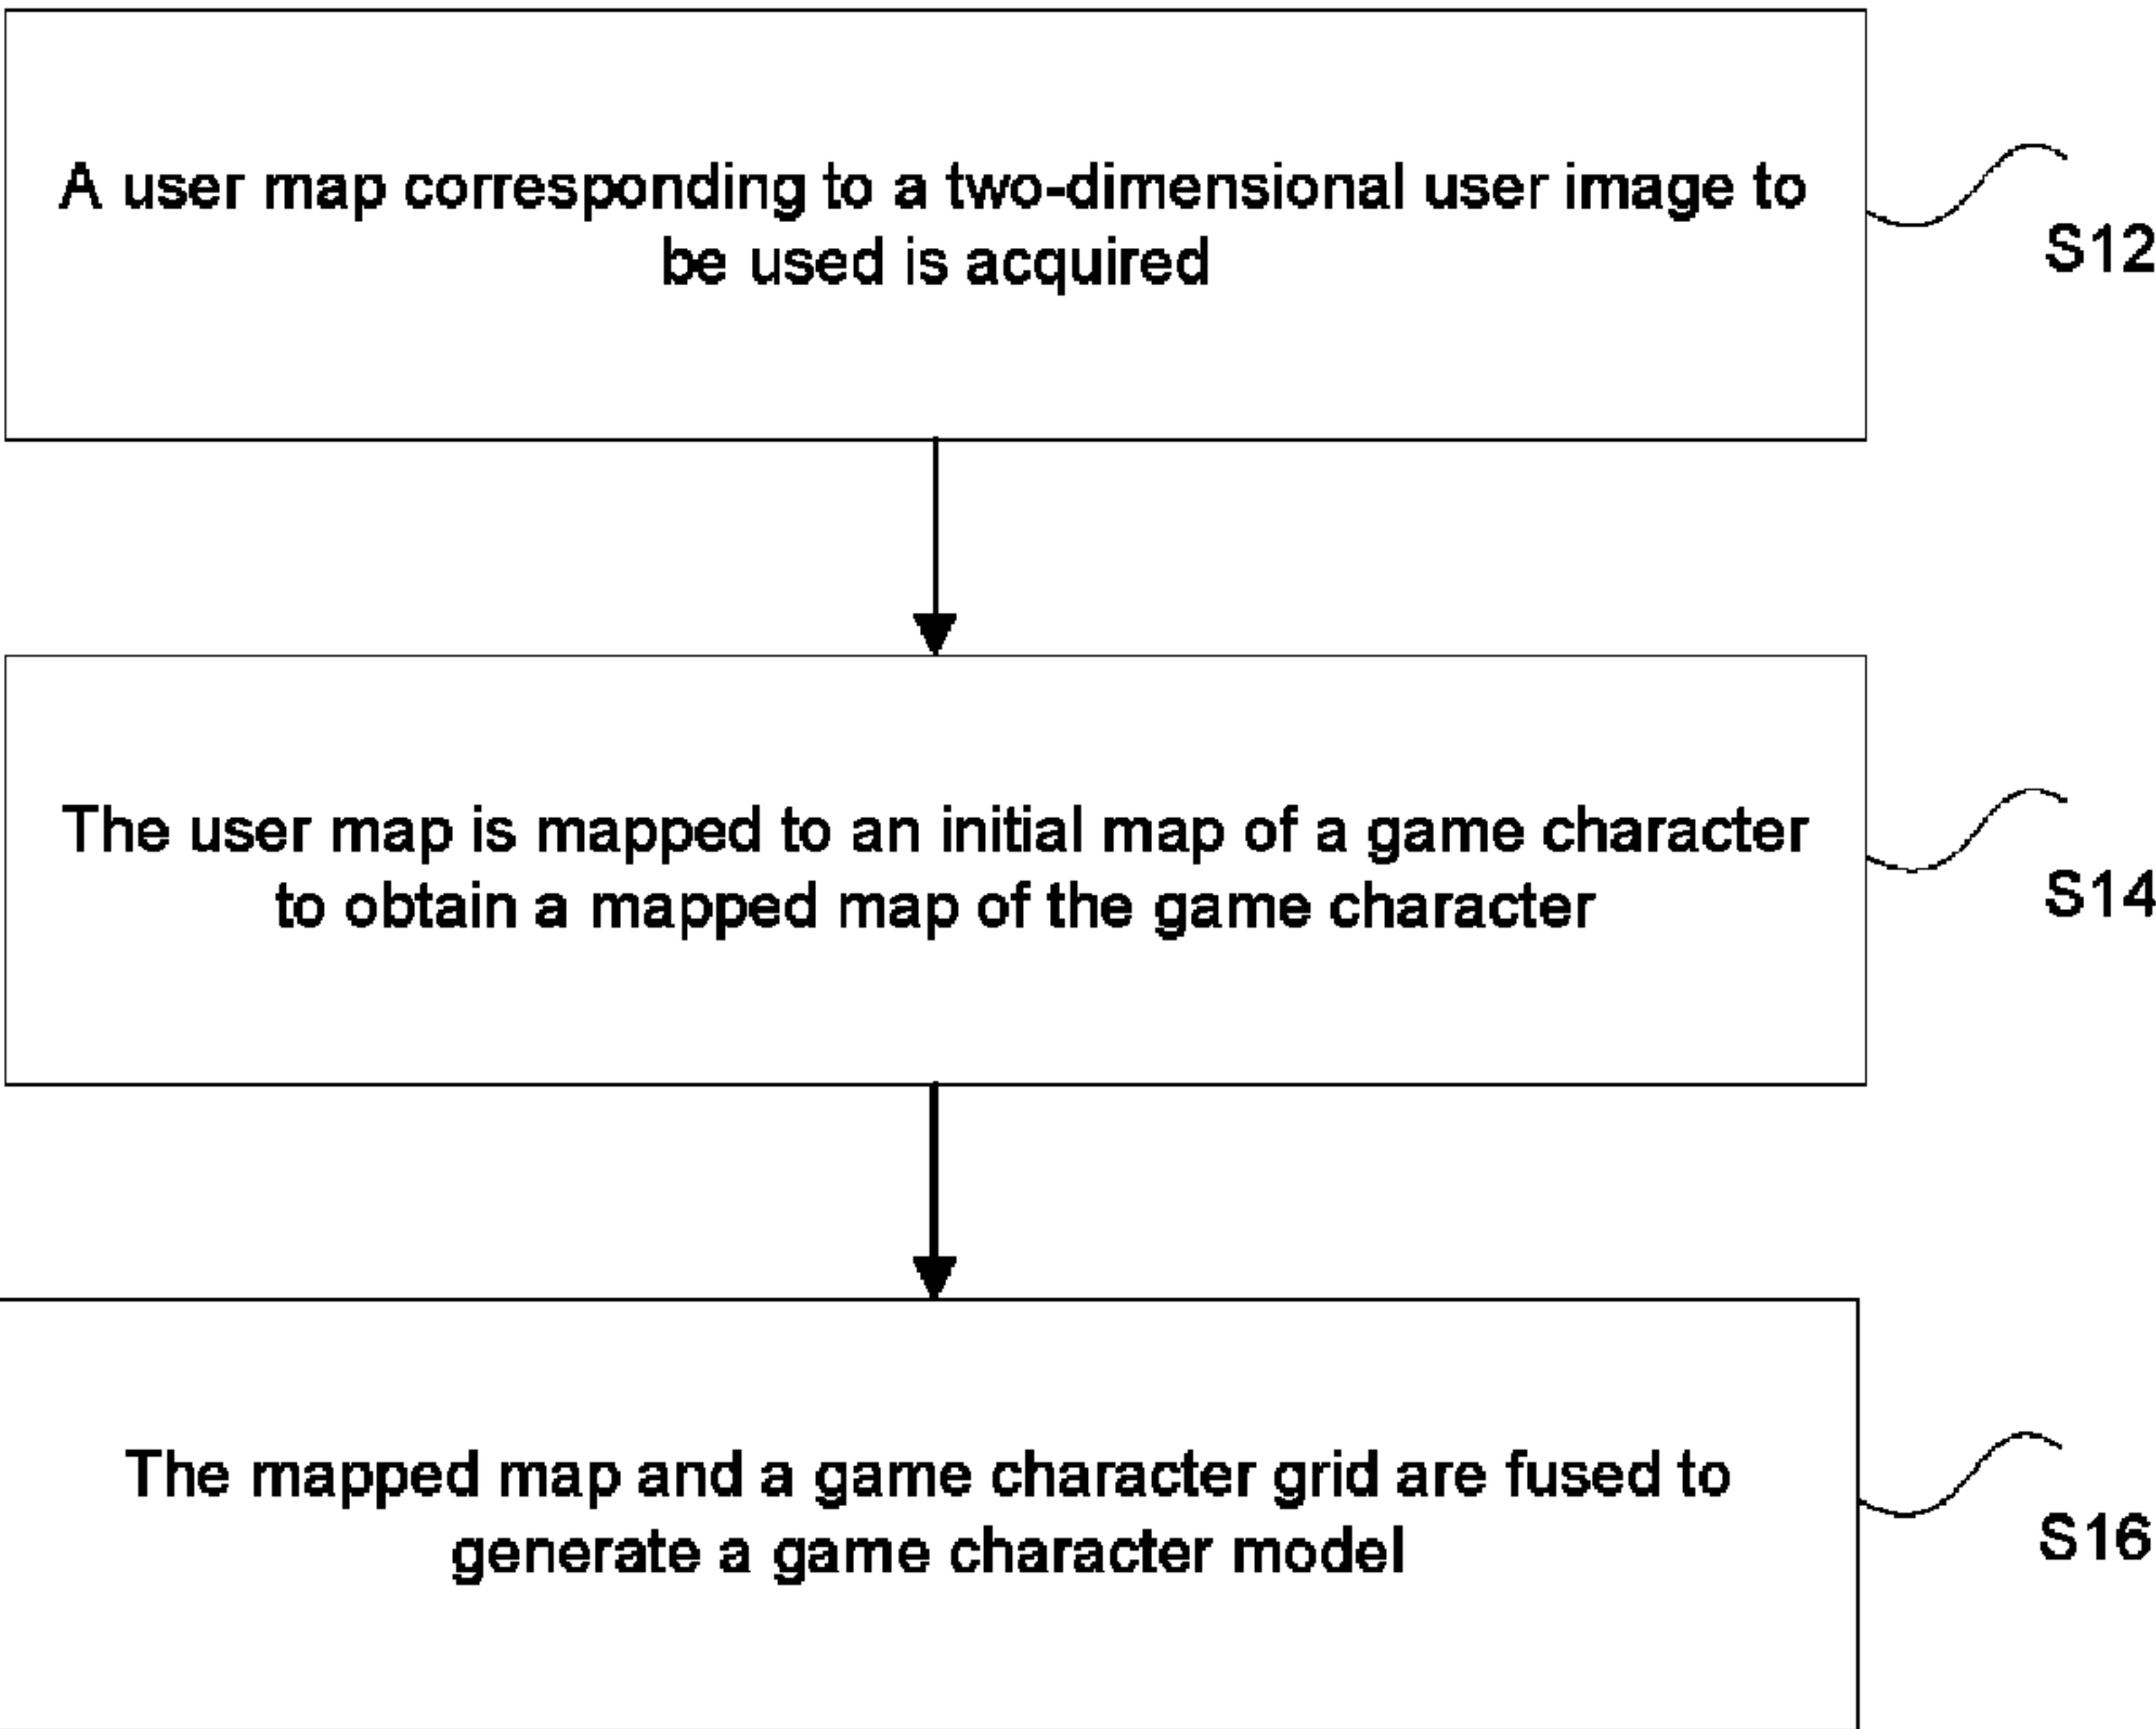 A user map corresponding to a two-dimensional user image to
be used is acquired
S12
The user map is mapped to an initial map of a game character
to obtain a mapped map of the game character
S14
The mapped map and a game character grid are fused to
generate a game character model
S16